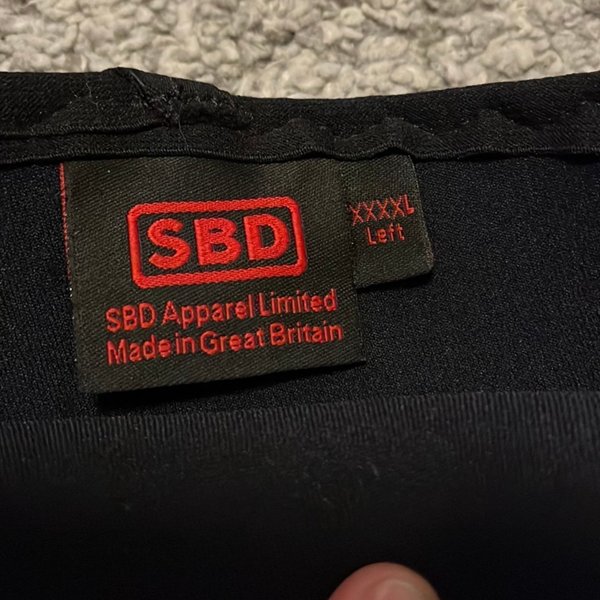 SBD
SBD Apparel Limited
Made in Great Britain
XXXXL
Left